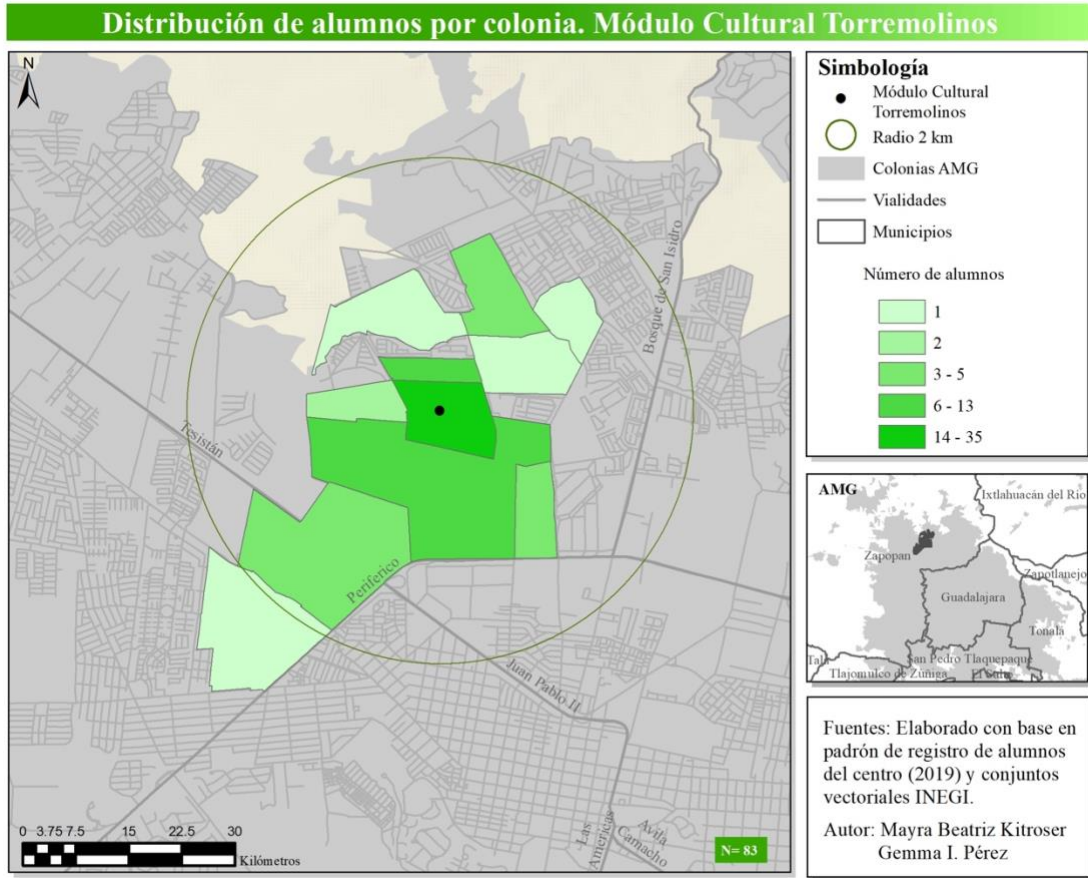 Distribución de alumnos por colonia. Módulo Cultural Torremolinos
N
Bosque de San Isidro
Tesistán
Periferico
Juan Pablo II
Las Americas
Avila Camacho
0 3.75 7.5 15 22.5 30
Kilómetros
N= 83
Simbología
Módulo Cultural
Torremolinos
Radio 2 km
Colonias AMG
Vialidades
Municipios
Número de alumnos
1
2
3 - 5
6 - 13
14 - 35
AMG
Ixtlahuacán del Rio
Zapopan
Zapotlanejo
Guadalajara
Tonalá
San Pedro Tlaquepaque
Tlajomulco de Zúñiga
Fuentes: Elaborado con base en
padrón de registro de alumnos
del centro (2019) y conjuntos
vectoriales INEGI.
Autor: Mayra Beatriz Kitroser
Gemma I. Pérez